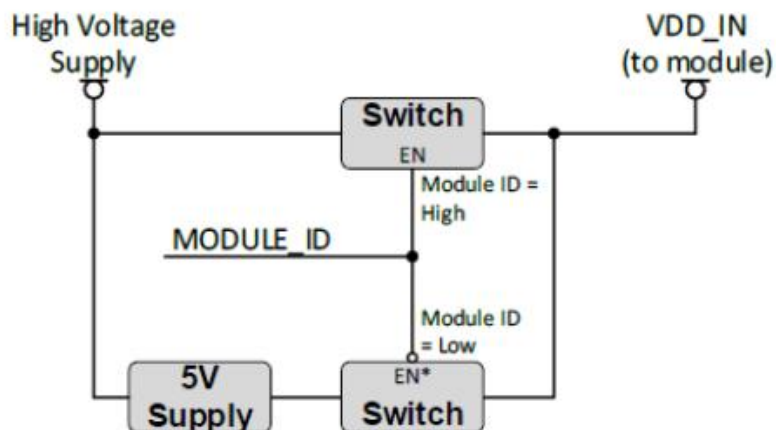 High Voltage
Supply
VDD_IN
(to module)
Switch
EN
Module ID =
High
MODULE_ID
Module ID
= Low
5V
Supply
EN*
Switch